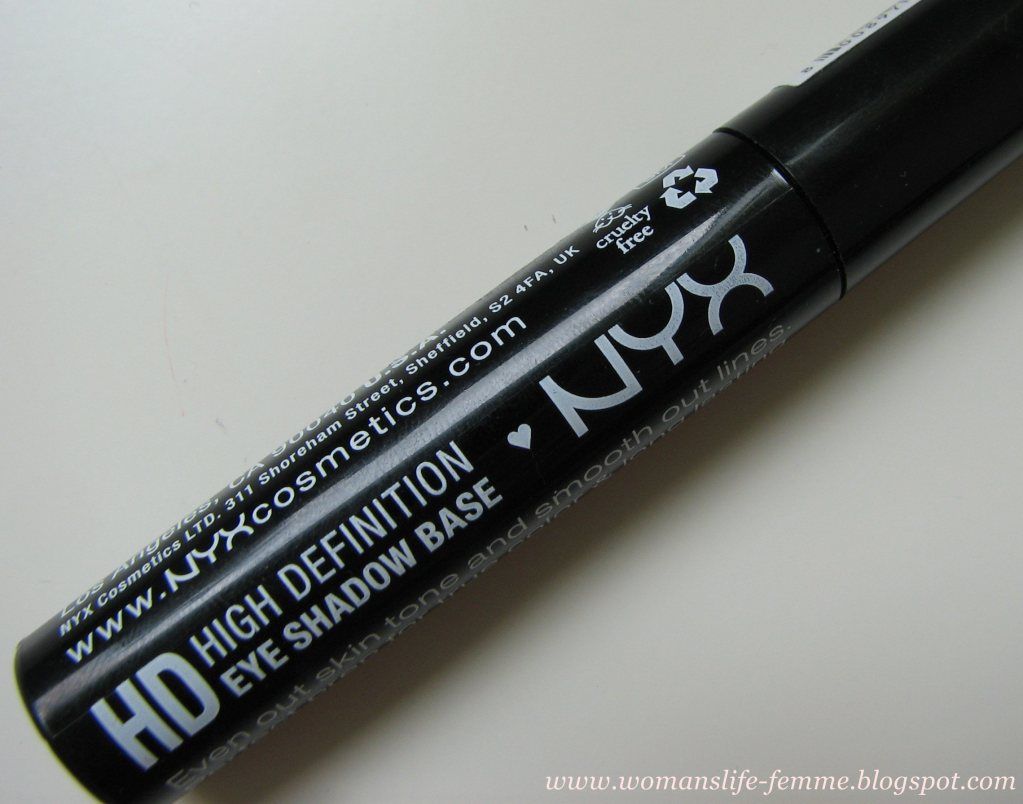 Los Angeles, CA 90040 U.S.A.
NYX Cosmetics LTD. 311 Shoreham Street, Sheffield, S2 4FA, UK
www.NYXcosmetics.com
cruelty
free
HD HIGH DEFINITION
EYE SHADOW BASE
♥ NYX
Even out skin tone and smooth out lines.
www.womanslife-femme.blogspot.com